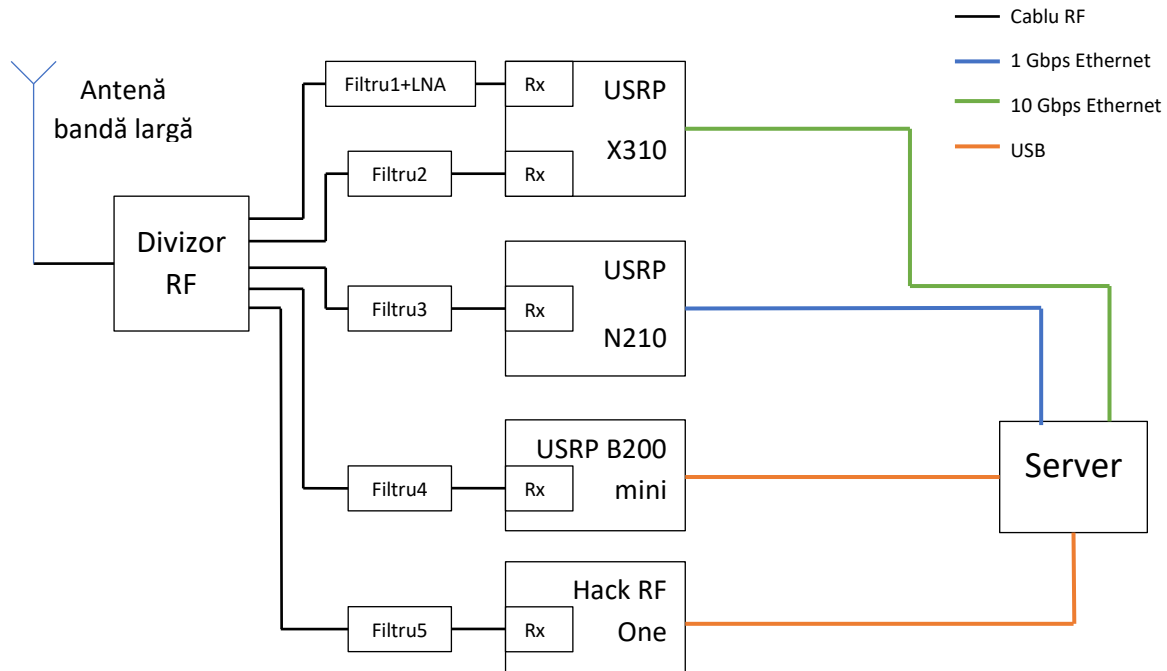 Cablu RF
1 Gbps Ethernet
10 Gbps Ethernet
USB
Antenă
bandă largă
Divizor
RF
Filtru1+LNA
Rx
USRP
X310
Filtru2
Rx
Filtru3
Rx
USRP
N210
Filtru4
Rx
USRP B200
mini
Filtru5
Rx
Hack RF
One
Server